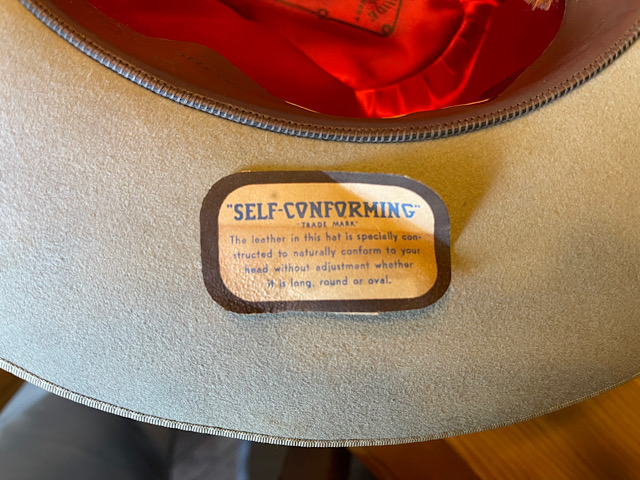 "SELF-CONFORMING"
TRADE MARK
The leather in this hat is specially con-
structed to naturally conform to your
head without adjustment whether
it is long, round or oval.